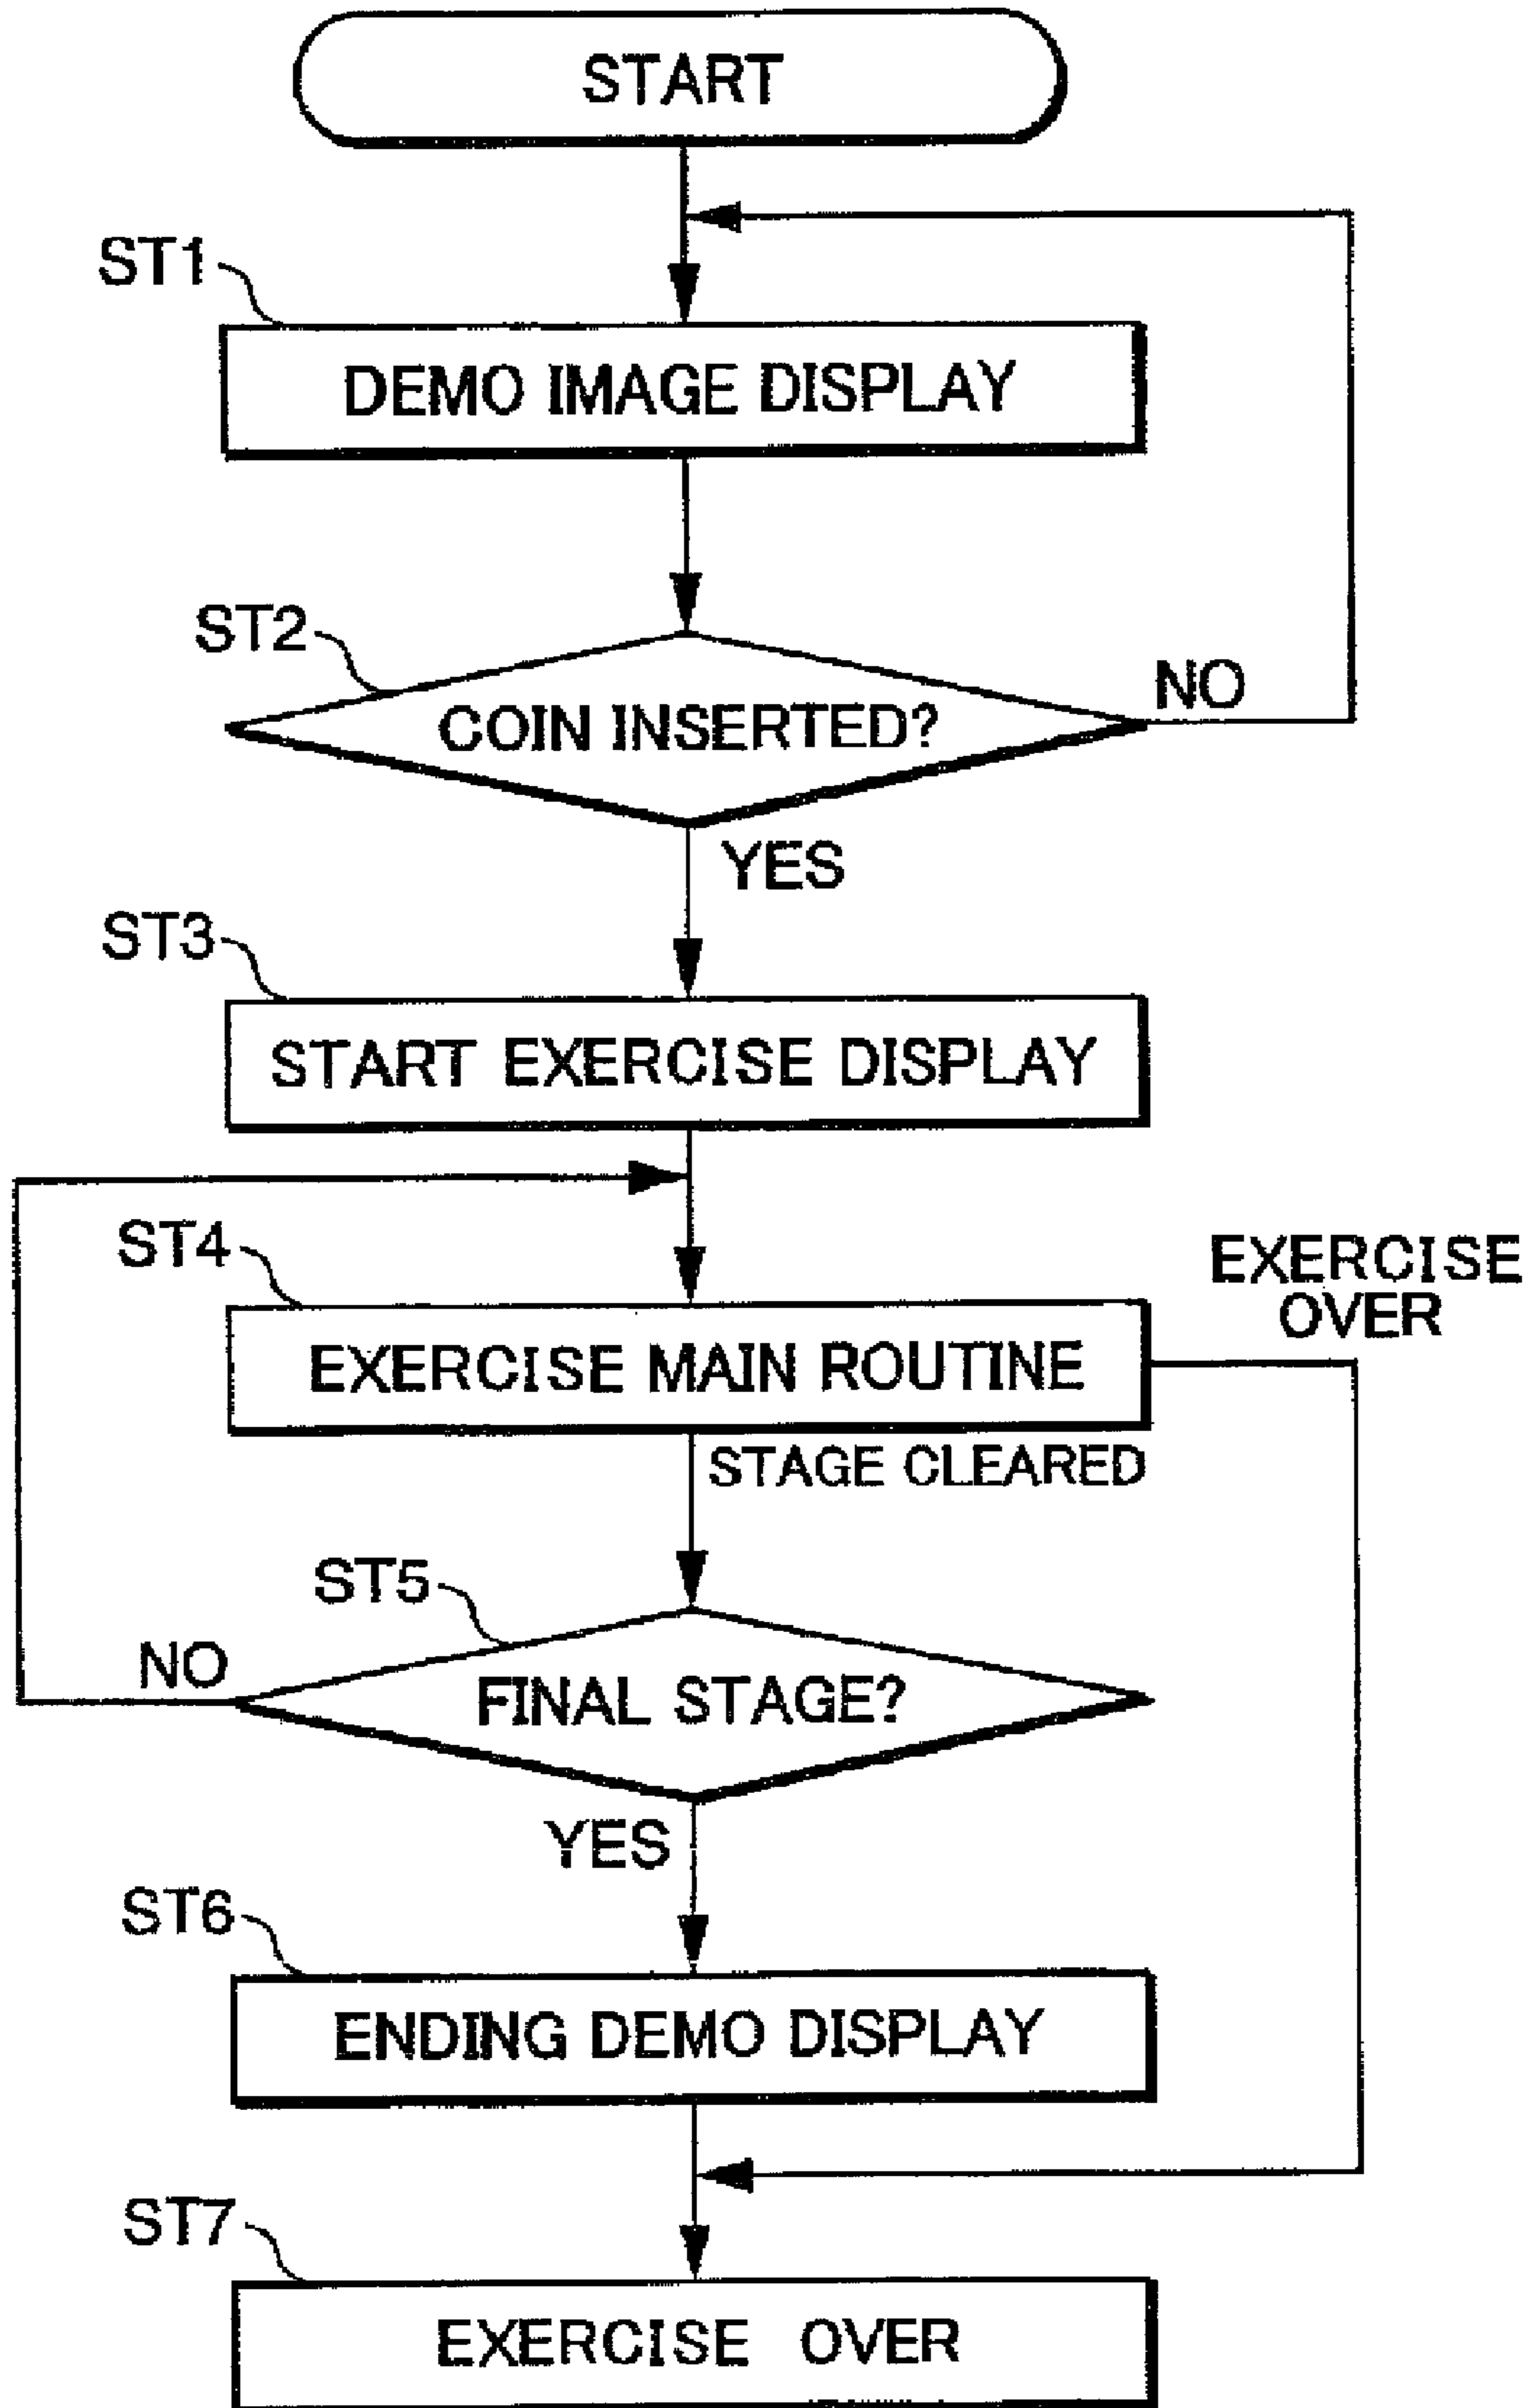 START
ST1
DEMO IMAGE DISPLAY
ST2
COIN INSERTED?
NO
YES
ST3
START EXERCISE DISPLAY
ST4
EXERCISE
OVER
EXERCISE MAIN ROUTINE
STAGE CLEARED
ST5
NO
FINAL STAGE?
YES
ST6
ENDING DEMO DISPLAY
ST7
EXERCISE OVER